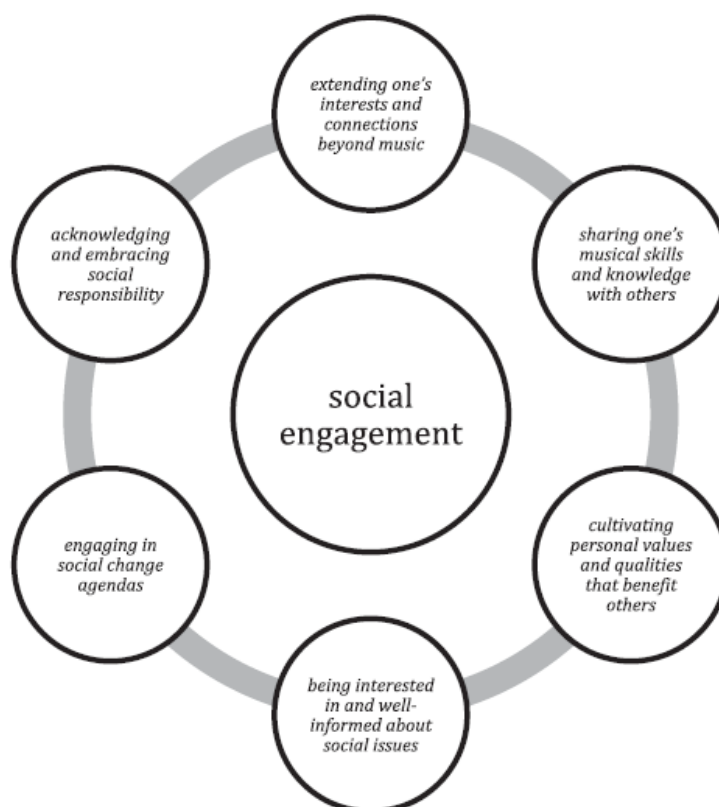 extending one's
interests and
connections
beyond music
sharing one's
musical skills
and knowledge
with others
cultivating
personal values
and qualities
that benefit
others
being interested
in and well-
informed about
social issues
engaging in
social change
agendas
acknowledging
and embracing
social
responsibility
social
engagement